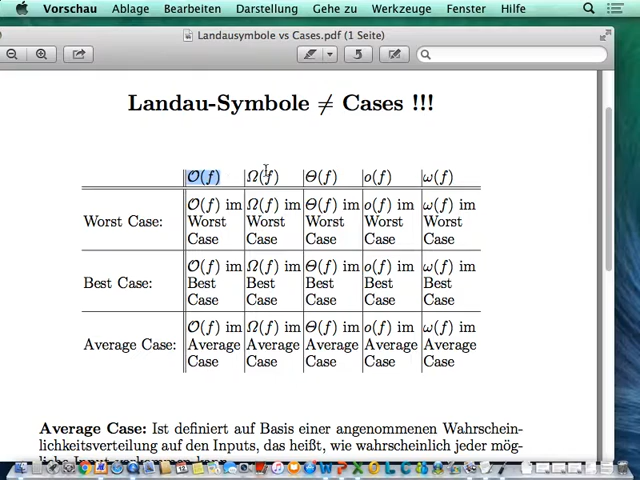 Vorschau Ablage Bearbeiten Darstellung Gehe zu Werkzeuge Fenster Hilfe
Landausymbole vs Cases.pdf (1 Seite)
Landau-Symbole ≠ Cases !!!
𝒪(f) Ω(f) Θ(f) o(f) ω(f)
Worst Case: 𝒪(f) im Worst Case Ω(f) im Worst Case Θ(f) im Worst Case o(f) im Worst Case ω(f) im Worst Case
Best Case: 𝒪(f) im Best Case Ω(f) im Best Case Θ(f) im Best Case o(f) im Best Case ω(f) im Best Case
Average Case: 𝒪(f) im Average Case Ω(f) im Average Case Θ(f) im Average Case o(f) im Average Case ω(f) im Average Case
Average Case: Ist definiert auf Basis einer angenommenen Wahrschein-
lichkeitsverteilung auf den Inputs, das heißt, wie wahrscheinlich jeder mög-